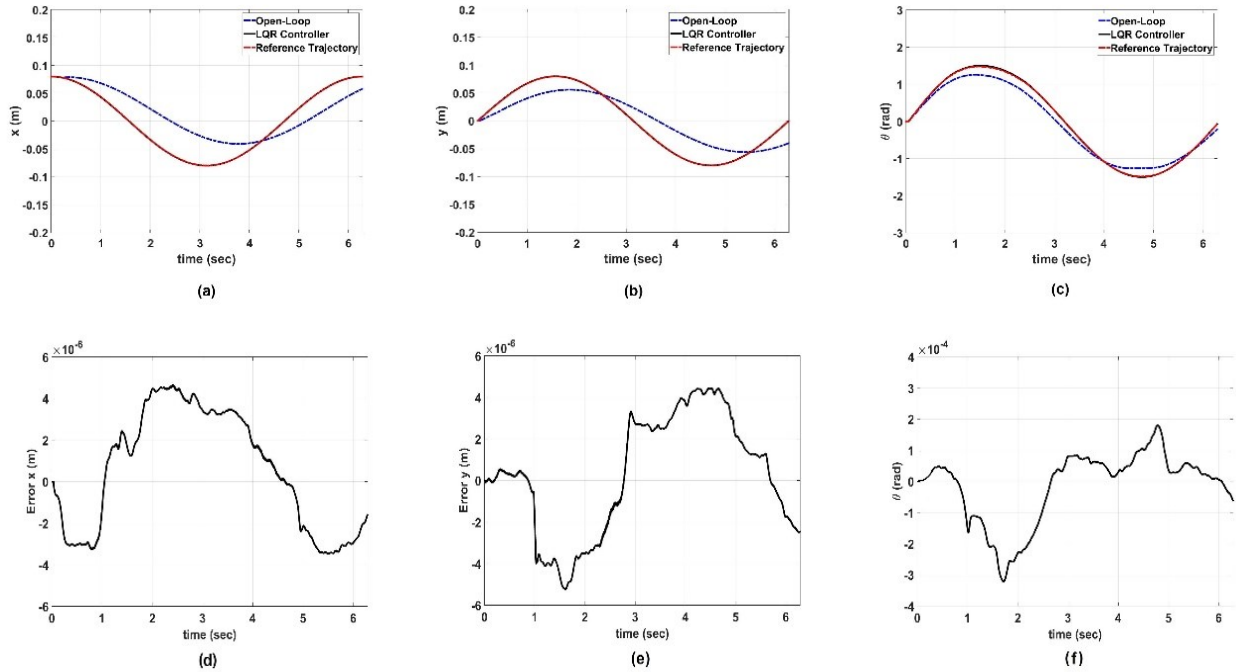 0.2
0.15
0.1
0.05
0
-0.05
-0.1
-0.15
-0.2
x (m)
Open-Loop
LQR Controller
Reference Trajectory
0 1 2 3 4 5 6
time (sec)
(a)
0.2
0.15
0.1
0.05
0
-0.05
-0.1
-0.15
-0.2
y (m)
Open-Loop
LQR Controller
Reference Trajectory
0 1 2 3 4 5 6
time (sec)
(b)
3
2
1
0
-1
-2
-3
θ (rad)
Open-Loop
LQR Controller
Reference Trajectory
0 1 2 3 4 5 6
time (sec)
(c)
×10⁻⁶
6
4
2
0
-2
-4
-6
Error x (m)
0 1 2 3 4 5 6
time (sec)
(d)
×10⁻⁶
6
4
2
0
-2
-4
-6
Error y (m)
0 1 2 3 4 5 6
time (sec)
(e)
×10⁻⁴
4
3
2
1
0
-1
-2
-3
-4
θ (rad)
0 1 2 3 4 5 6
time (sec)
(f)